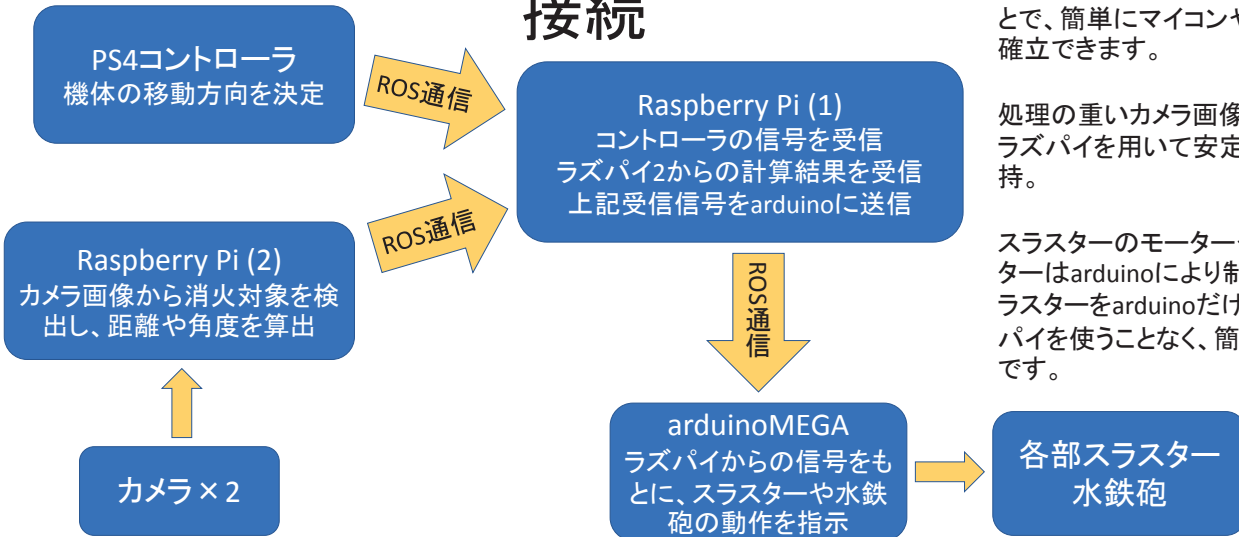 接続
PS4コントローラ
機体の移動方向を決定
ROS通信
Raspberry Pi (1)
コントローラの信号を受信
ラズパイ2からの計算結果を受信
上記受信信号をarduinoに送信
Raspberry Pi (2)
カメラ画像から消火対象を検
出し、距離や角度を算出
ROS通信
カメラ×2
ROS通信
arduinoMEGA
ラズパイからの信号をも
とに、スラスターや水鉄
砲の動作を指示
各部スラスター
水鉄砲
とで、簡単にマイコンや
確立できます。
処理の重いカメラ画像
ラズパイを用いて安定
持。
スラスターのモーター
ターはarduinoにより制
ラスターをarduinoだけ
パイを使うことなく、簡
です。